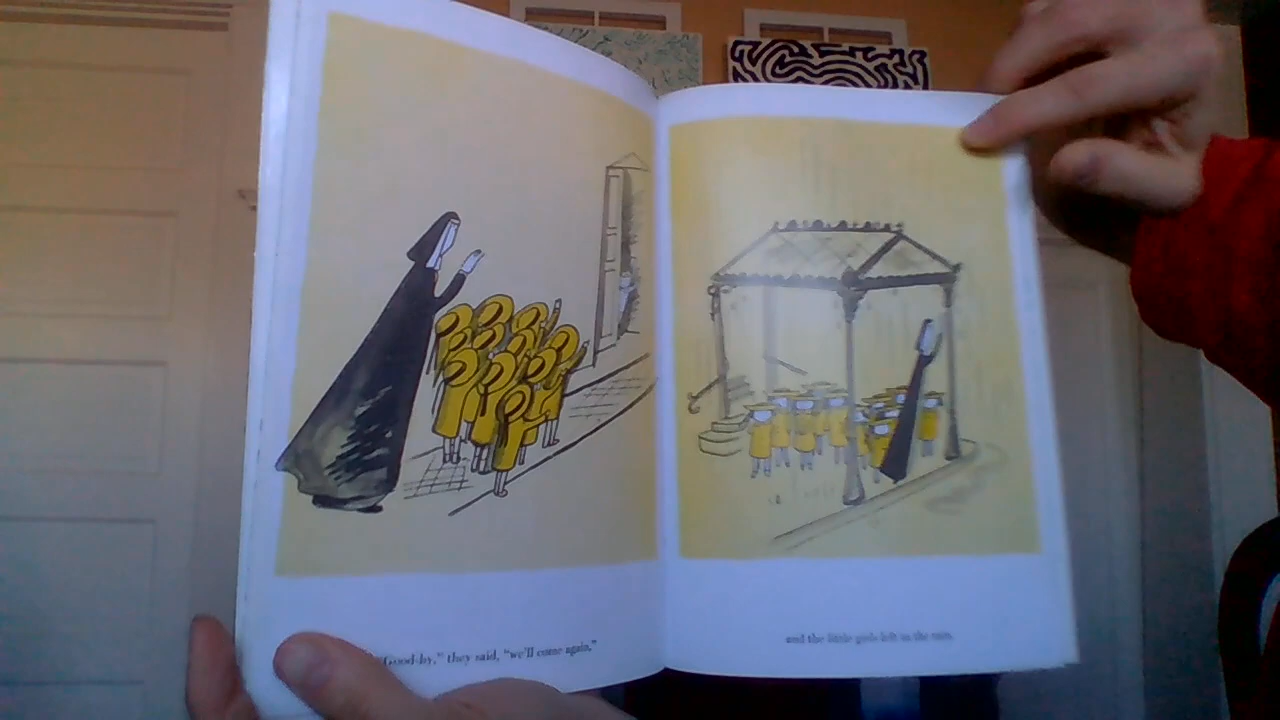 "Good-by," they said, "we'll come again,"
and the little girls left in the rain.